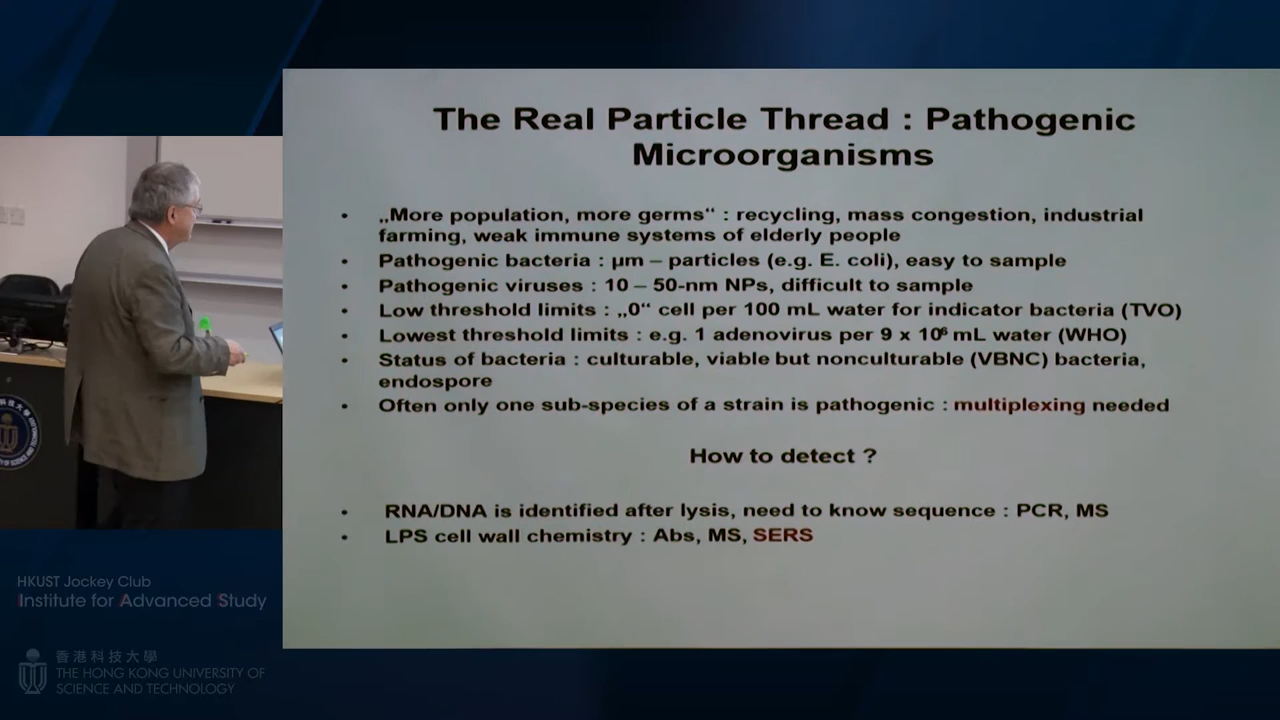 The Real Particle Thread : Pathogenic
Microorganisms
• „More population, more germs“ : recycling, mass congestion, industrial
farming, weak immune systems of elderly people
• Pathogenic bacteria : µm – particles (e.g. E. coli), easy to sample
• Pathogenic viruses : 10 – 50-nm NPs, difficult to sample
• Low threshold limits : „0“ cell per 100 mL water for indicator bacteria (TVO)
• Lowest threshold limits : e.g. 1 adenovirus per 9 x 10⁶ mL water (WHO)
• Status of bacteria : culturable, viable but nonculturable (VBNC) bacteria,
endospore
• Often only one sub-species of a strain is pathogenic : multiplexing needed
How to detect ?
• RNA/DNA is identified after lysis, need to know sequence : PCR, MS
• LPS cell wall chemistry : Abs, MS, SERS
HKUST Jockey Club
Institute for Advanced Study
香港科技大學
THE HONG KONG UNIVERSITY OF
SCIENCE AND TECHNOLOGY